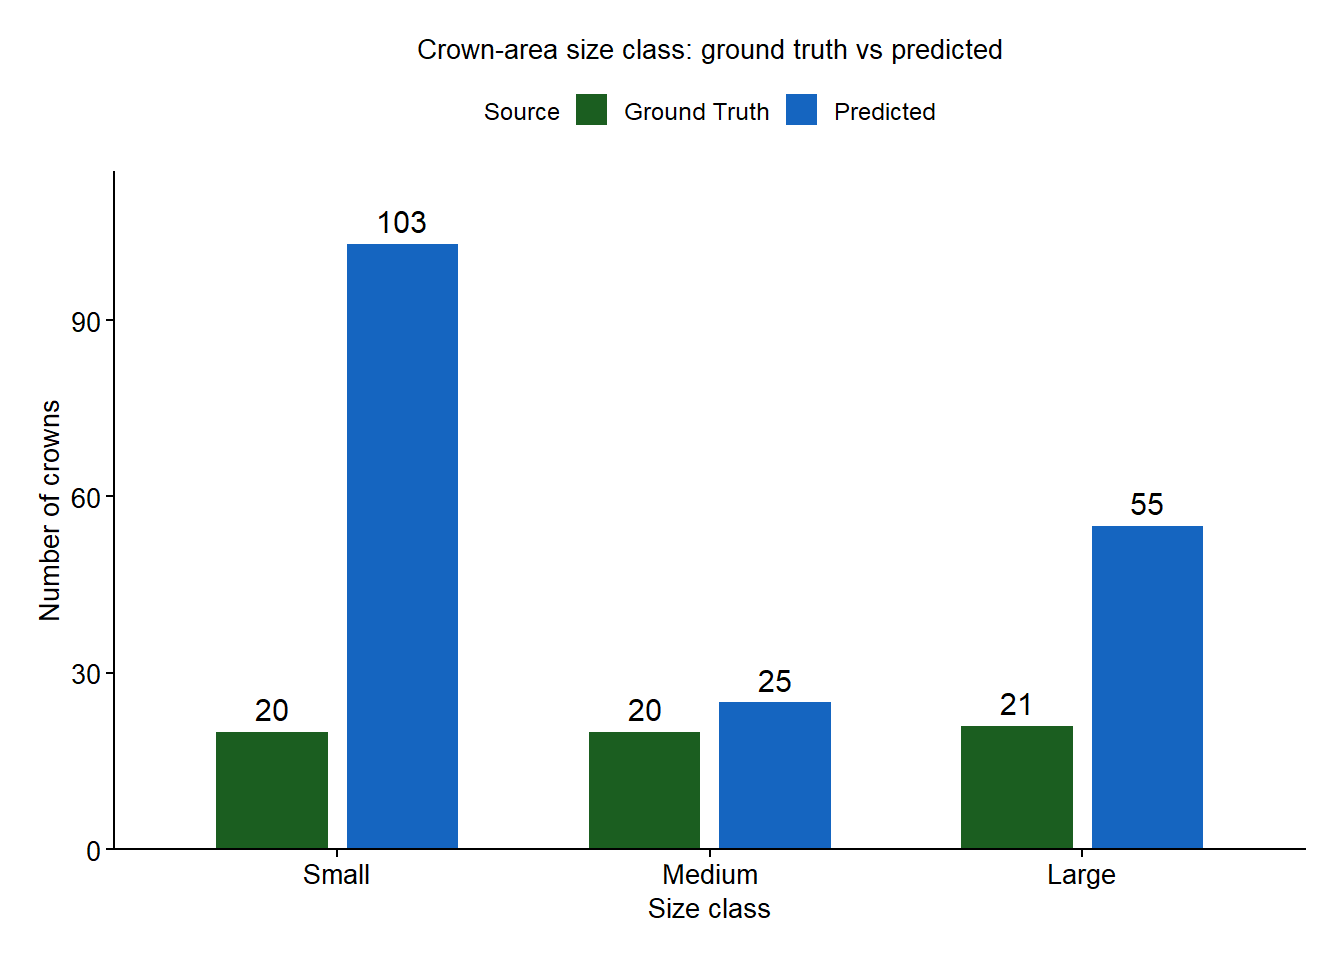 Crown-area size class: ground truth vs predicted
Source Ground Truth Predicted
Number of crowns
90
60
30
0
103
20
20
25
21
55
Small Medium Large
Size class